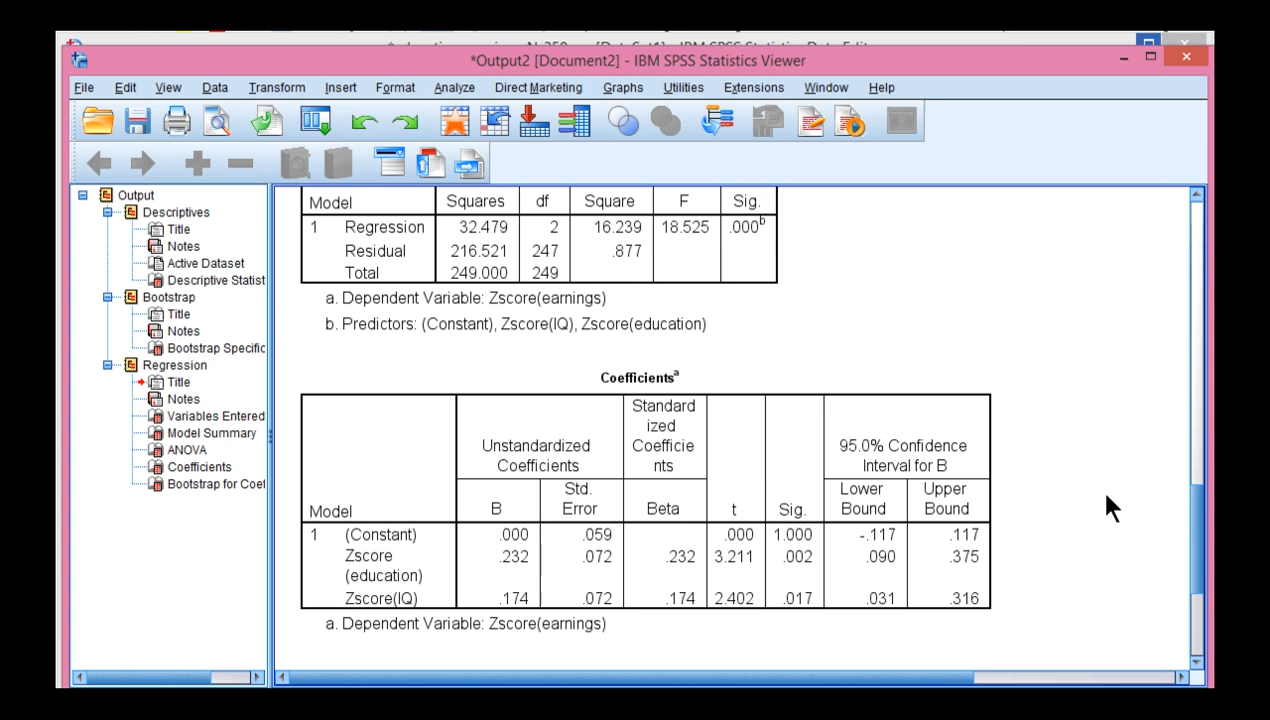 *Output2 [Document2] - IBM SPSS Statistics Viewer
File Edit View Data Transform Insert Format Analyze Direct Marketing Graphs Utilities Extensions Window Help
Output
Descriptives
Title
Notes
Active Dataset
Descriptive Statist
Bootstrap
Title
Notes
Bootstrap Specific
Regression
Title
Notes
Variables Entered
Model Summary
ANOVA
Coefficients
Bootstrap for Coef
Model Squares df Square F Sig.
1 Regression 32.479 2 16.239 18.525 .000b
Residual 216.521 247 .877
Total 249.000 249
a. Dependent Variable: Zscore(earnings)
b. Predictors: (Constant), Zscore(IQ), Zscore(education)
Coefficientsa
Model
Unstandardized
Coefficients
Standard
ized
Coefficie
nts
95.0% Confidence
Interval for B
B
Std.
Error
Beta
t
Sig.
Lower
Bound
Upper
Bound
1 (Constant) .000 .059 .000 1.000 -.117 .117
Zscore .232 .072 .232 3.211 .002 .090 .375
(education)
Zscore(IQ) .174 .072 .174 2.402 .017 .031 .316
a. Dependent Variable: Zscore(earnings)